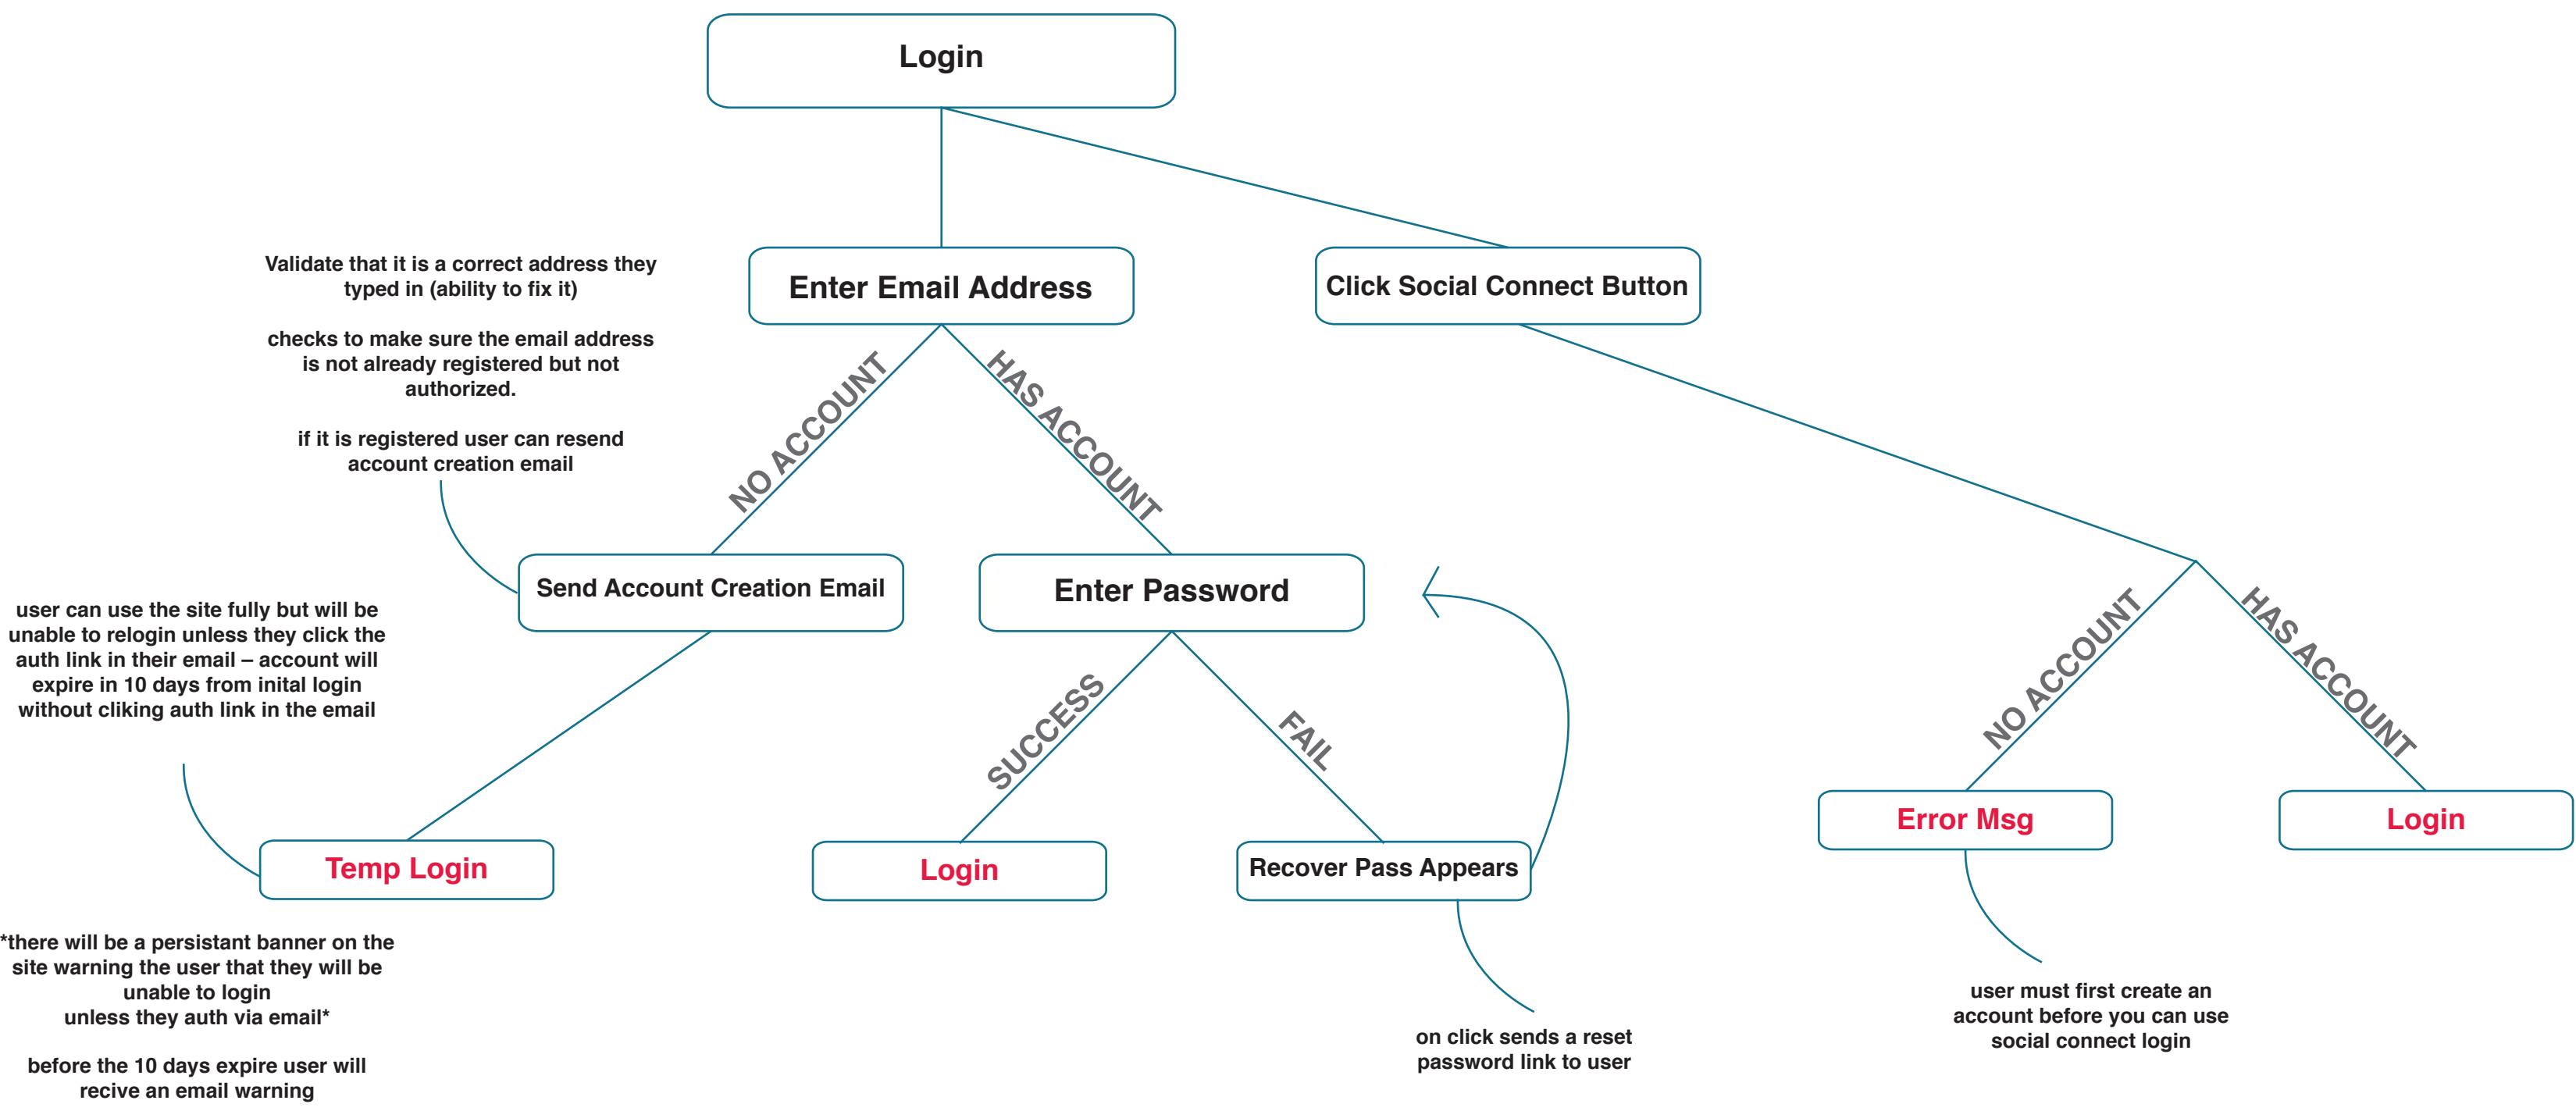 Login
Enter Email Address
Click Social Connect Button
Validate that it is a correct address they
typed in (ability to fix it)
checks to make sure the email address
is not already registered but not
authorized.
if it is registered user can resend
account creation email
NO ACCOUNT
HAS ACCOUNT
Send Account Creation Email
Enter Password
user can use the site fully but will be
unable to relogin unless they click the
auth link in their email – account will
expire in 10 days from inital login
without cliking auth link in the email
SUCCESS
FAIL
NO ACCOUNT
HAS ACCOUNT
Temp Login
Login
Recover Pass Appears
Error Msg
Login
*there will be a persistant banner on the
site warning the user that they will be
unable to login
unless they auth via email*
before the 10 days expire user will
recive an email warning
on click sends a reset
password link to user
user must first create an
account before you can use
social connect login